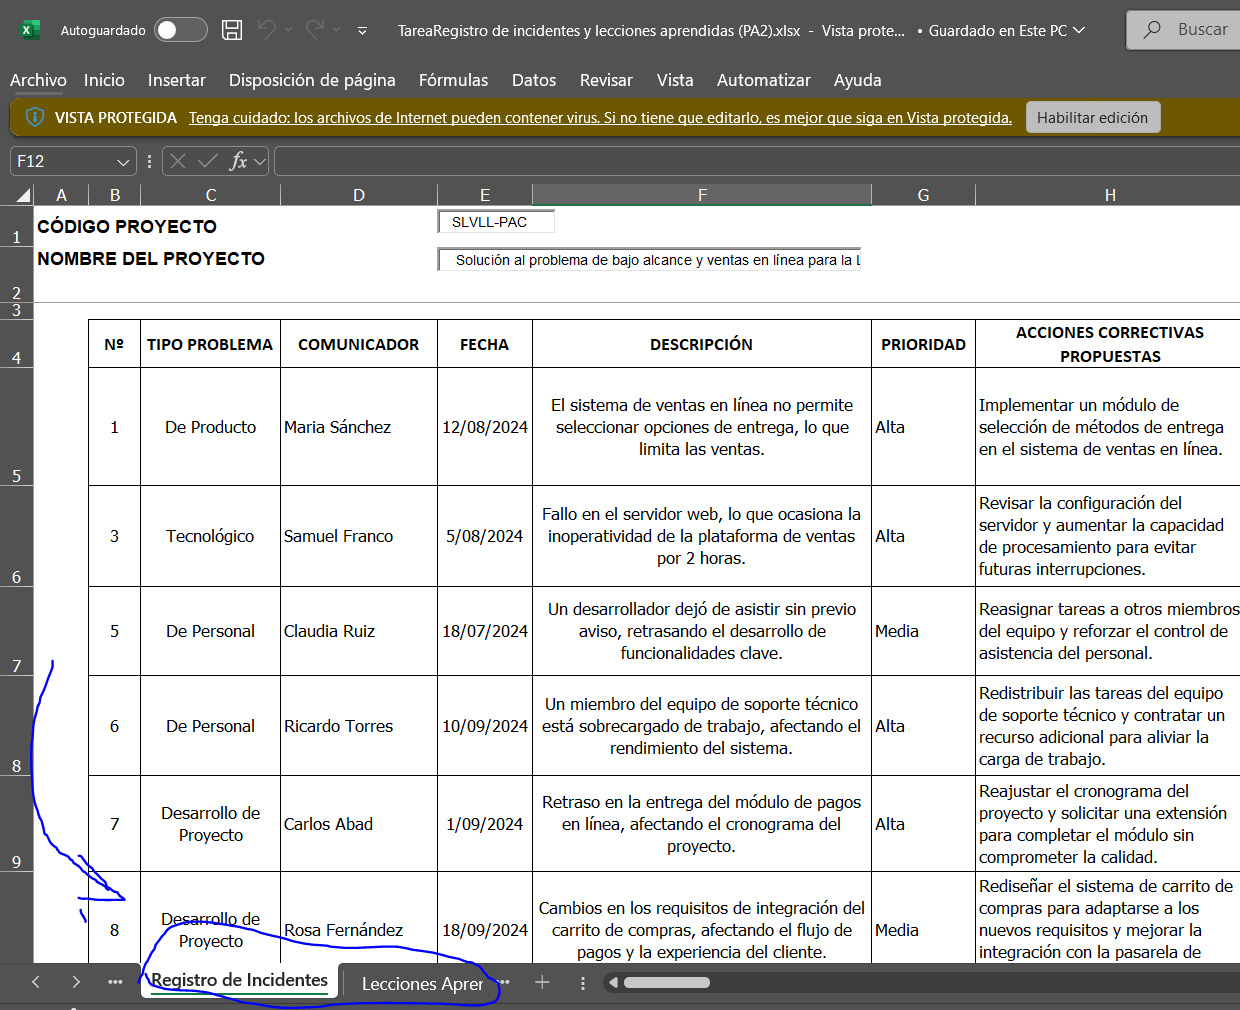 Autoguardado
TareaRegistro de incidentes y lecciones aprendidas (PA2).xlsx - Vista prote... • Guardado en Este PC
Buscar
Archivo Inicio Insertar Disposición de página Fórmulas Datos Revisar Vista Automatizar Ayuda
VISTA PROTEGIDA Tenga cuidado: los archivos de Internet pueden contener virus. Si no tiene que editarlo, es mejor que siga en Vista protegida. Habilitar edición
F12 fx
A B C D E F G H
1 CÓDIGO PROYECTO SLVLL-PAC
NOMBRE DEL PROYECTO Solución al problema de bajo alcance y ventas en línea para la L
2
3
4 Nº TIPO PROBLEMA COMUNICADOR FECHA DESCRIPCIÓN PRIORIDAD ACCIONES CORRECTIVAS
PROPUESTAS
5 1 De Producto Maria Sánchez 12/08/2024
El sistema de ventas en línea no permite
seleccionar opciones de entrega, lo que
limita las ventas.
Alta
Implementar un módulo de
selección de métodos de entrega
en el sistema de ventas en línea.
6 3 Tecnológico Samuel Franco 5/08/2024
Fallo en el servidor web, lo que ocasiona la
inoperatividad de la plataforma de ventas
por 2 horas.
Alta
Revisar la configuración del
servidor y aumentar la capacidad
de procesamiento para evitar
futuras interrupciones.
7 5 De Personal Claudia Ruiz 18/07/2024
Un desarrollador dejó de asistir sin previo
aviso, retrasando el desarrollo de
funcionalidades clave.
Media
Reasignar tareas a otros miembros
del equipo y reforzar el control de
asistencia del personal.
8 6 De Personal Ricardo Torres 10/09/2024
Un miembro del equipo de soporte técnico
está sobrecargado de trabajo, afectando el
rendimiento del sistema.
Alta
Redistribuir las tareas del equipo
de soporte técnico y contratar un
recurso adicional para aliviar la
carga de trabajo.
9 7 Desarrollo de
Proyecto
Carlos Abad 1/09/2024
Retraso en la entrega del módulo de pagos
en línea, afectando el cronograma del
proyecto.
Alta
Reajustar el cronograma del
proyecto y solicitar una extensión
para completar el módulo sin
comprometer la calidad.
8 Desarrollo de
Proyecto
Rosa Fernández 18/09/2024
Cambios en los requisitos de integración del
carrito de compras, afectando el flujo de
pagos y la experiencia del cliente.
Media
Rediseñar el sistema de carrito de
compras para adaptarse a los
nuevos requisitos y mejorar la
integración con la pasarela de
Registro de Incidentes Lecciones Aprer